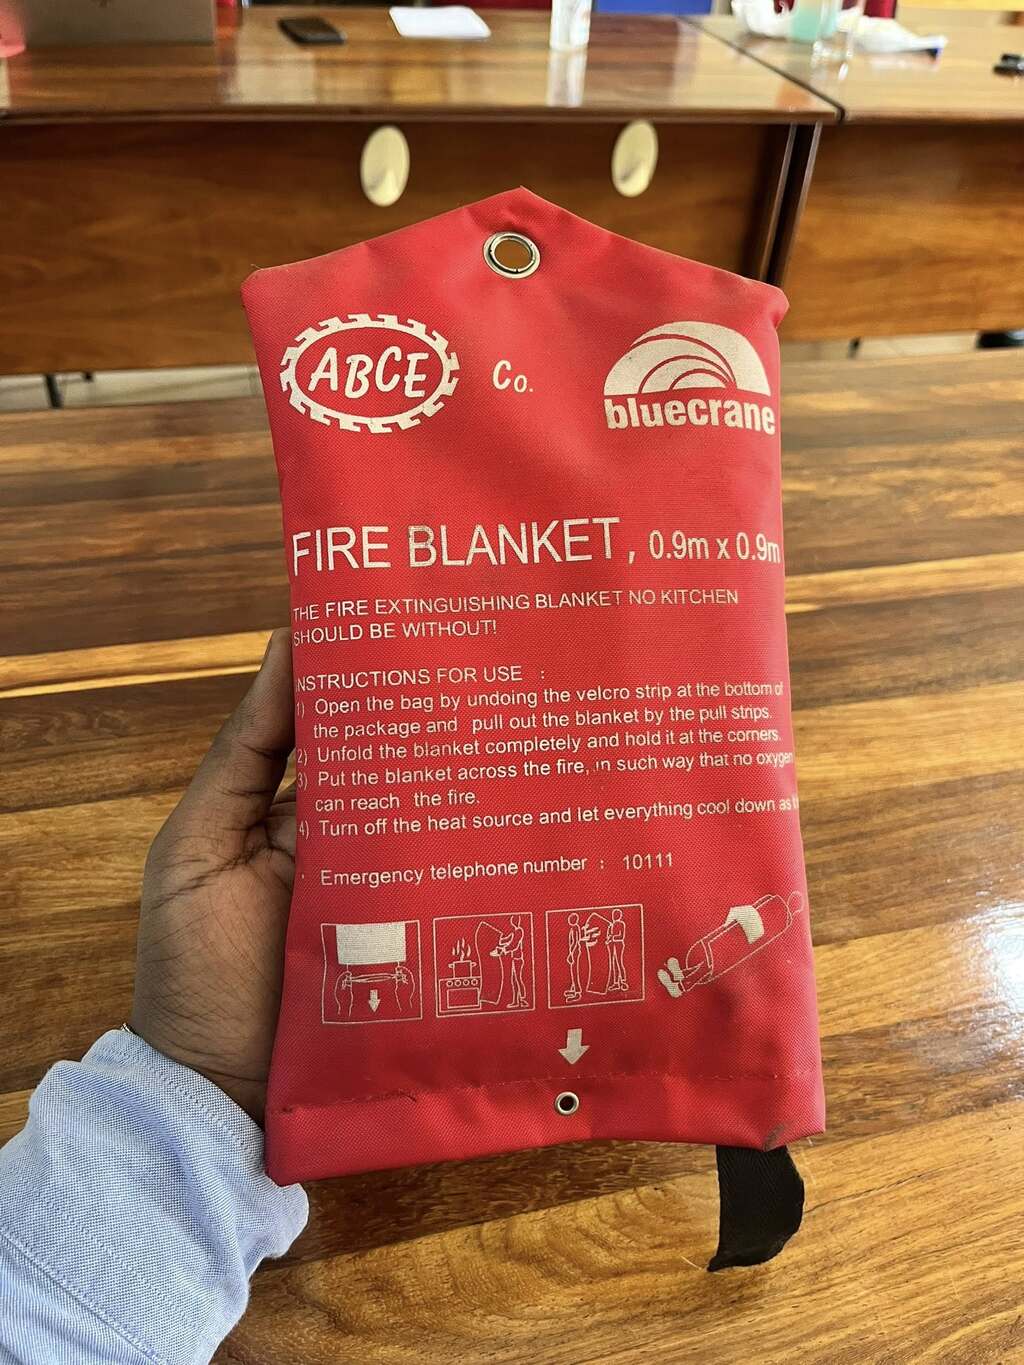 ABCE Co. bluecrane
FIRE BLANKET, 0.9m x 0.9m
THE FIRE EXTINGUISHING BLANKET NO KITCHEN
SHOULD BE WITHOUT!
INSTRUCTIONS FOR USE :
1) Open the bag by undoing the velcro strip at the bottom of
the package and pull out the blanket by the pull strips.
2) Unfold the blanket completely and hold it at the corners.
3) Put the blanket across the fire, in such way that no oxygen
can reach the fire.
4) Turn off the heat source and let everything cool down as
Emergency telephone number : 10111